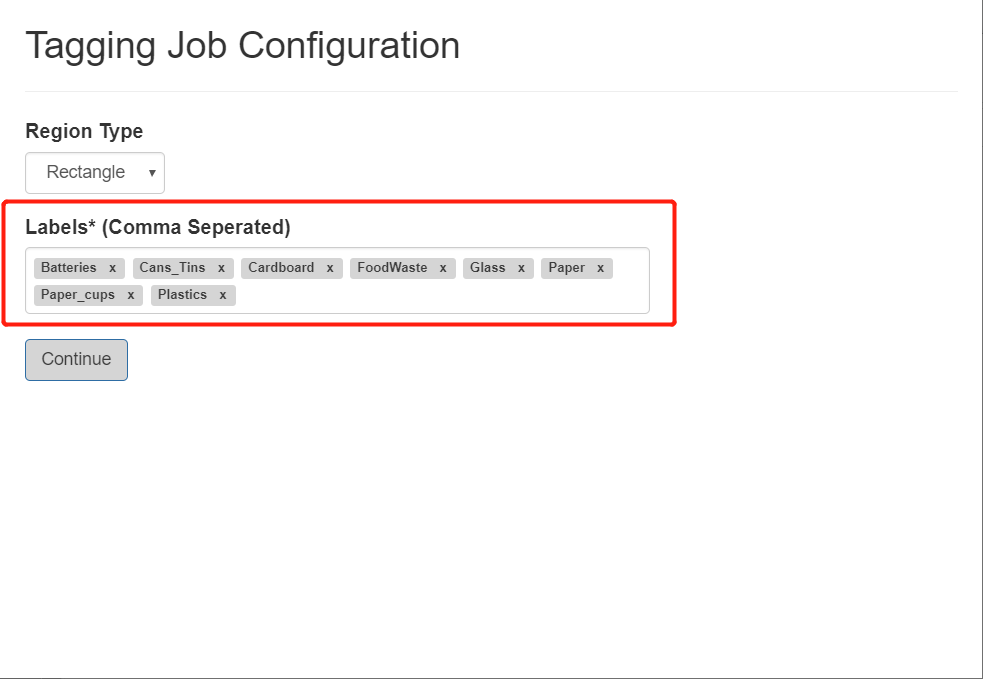 Tagging Job Configuration
Region Type
Rectangle
Labels* (Comma Seperated)
Batteries x Cans_Tins x Cardboard x FoodWaste x Glass x Paper x
Paper_cups x Plastics x
Continue